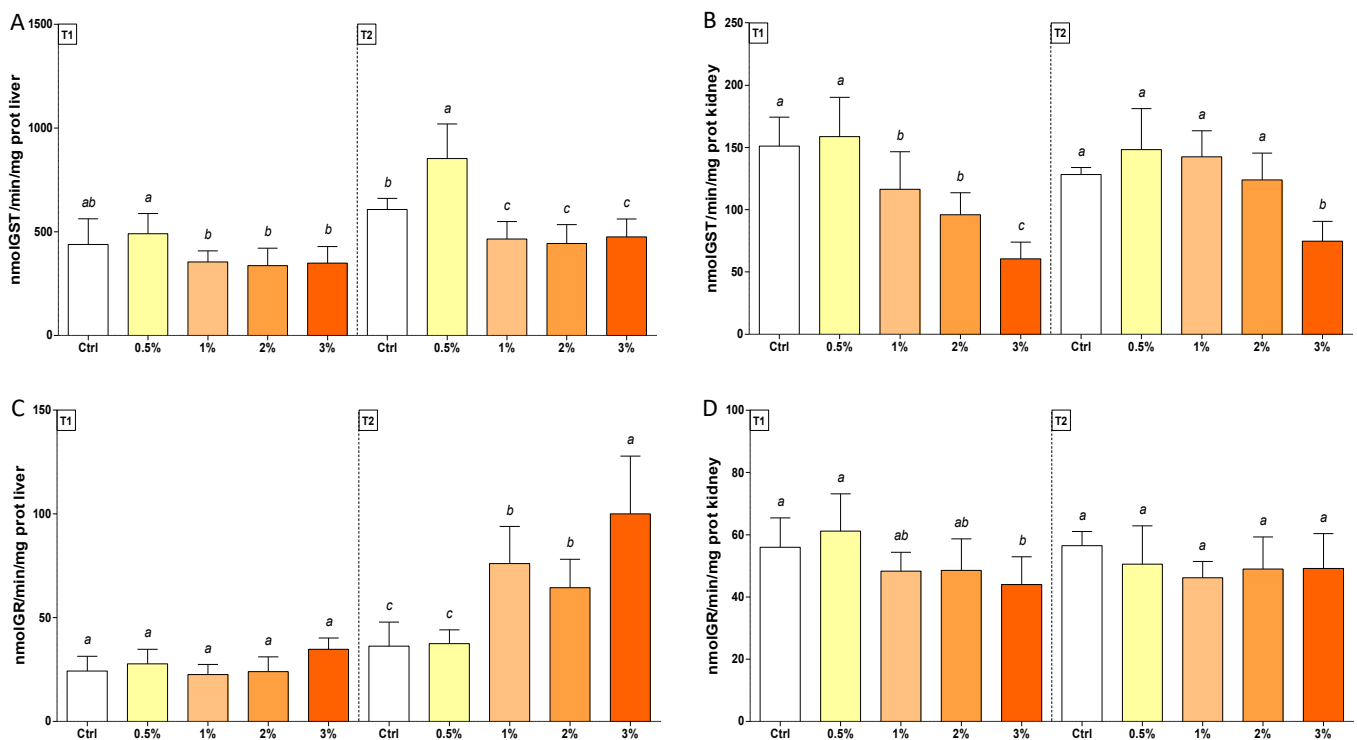 A
nmolGST/min/mg prot liver
1500
1000
500
0
T1
T2
ab
a
b
b
b
b
a
c
c
c
Ctrl 0.5% 1% 2% 3% Ctrl 0.5% 1% 2% 3%
B
nmolGST/min/mg prot kidney
250
200
150
100
50
0
T1
T2
a
a
b
b
c
a
a
a
a
b
Ctrl 0.5% 1% 2% 3% Ctrl 0.5% 1% 2% 3%
C
nmolGR/min/mg prot liver
150
100
50
0
T1
T2
a
a
a
a
a
c
c
b
b
a
Ctrl 0.5% 1% 2% 3% Ctrl 0.5% 1% 2% 3%
D
nmolGR/min/mg prot kidney
100
80
60
40
20
0
T1
T2
a
a
ab
ab
b
a
a
a
a
a
Ctrl 0.5% 1% 2% 3% Ctrl 0.5% 1% 2% 3%